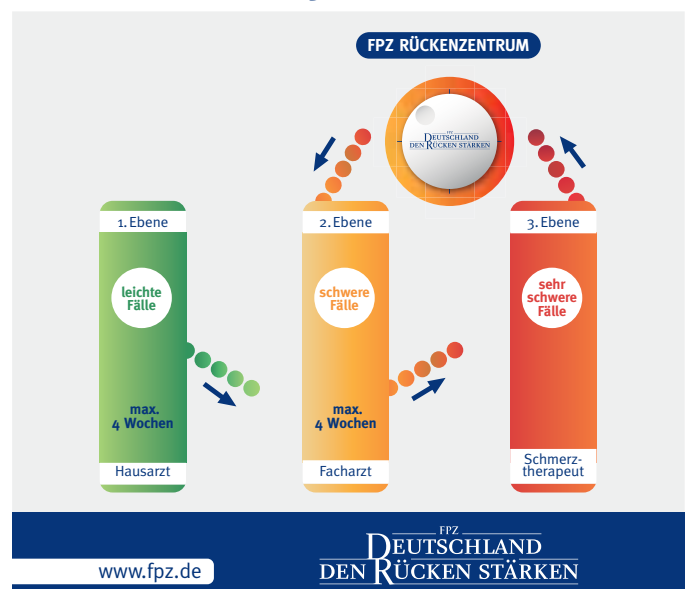 FPZ RÜCKENZENTRUM
FPZ
DEUTSCHLAND
DEN RÜCKEN STÄRKEN
1. Ebene
leichte
Fälle
max.
4 Wochen
Hausarzt
2. Ebene
schwere
Fälle
max.
4 Wochen
Facharzt
3. Ebene
sehr
schwere
Fälle
Schmerz-
therapeut
www.fpz.de
FPZ
DEUTSCHLAND
DEN RÜCKEN STÄRKEN